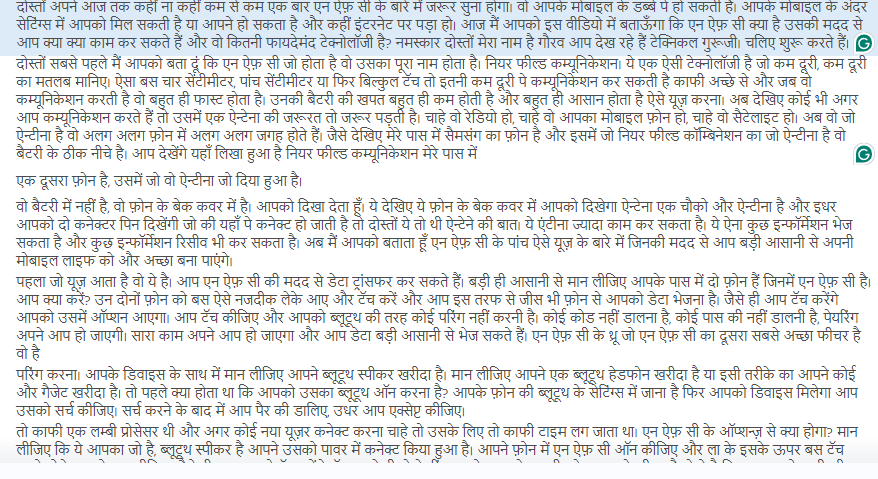 दोस्तों अपने आज तक कहीं ना कहीं कम से कम एक बार एन ऐफ़ सी के बारे में जरूर सुना होगा। वो आपके मोबाइल के डब्बे पे हो सकती है। आपके मोबाइल के अंदर
सेटिंग्स में आपको मिल सकती है या आपने हो सकता है और कहीं इंटरनेट पर पड़ा हो। आज मैं आपको इस वीडियो में बताऊँगा कि एन ऐफ़ सी क्या है उसकी मदद से
आप क्या क्या काम कर सकते हैं और वो कितनी फायदेमंद टेक्नोलॉजी है? नमस्कार दोस्तों मेरा नाम है गौरव आप देख रहे हैं टेक्निकल गुरूजी। चलिए शुरू करते हैं।
दोस्तों सबसे पहले मैं आपको बता दूं कि एन ऐफ़ सी जो होता है वो उसका पूरा नाम होता है। नियर फील्ड कम्यूनिकेशन। ये एक ऐसी टेक्नोलॉजी है जो कम दूरी, कम दूरी
का मतलब मानिए। ऐसा बस चार सेंटीमीटर, पांच सेंटीमीटर या फिर बिल्कुल टॅच तो इतनी कम दूरी पे कम्यूनिकेशन कर सकती है काफी अच्छे से और जब वो
कम्यूनिकेशन करती है वो बहुत ही फास्ट होता है। उनकी बैटरी की खपत बहुत ही कम होती है और बहुत ही आसान होता है ऐसे यूज़ करना। अब देखिए कोई भी अगर
आप कम्यूनिकेशन करते हैं तो उसमें एक ऐन्टेना की जरूरत तो जरूर पड़ती है। चाहे वो रेडियो हो, चाहे वो आपका मोबाइल फ़ोन हो, चाहे वो सैटेलाइट हो। अब वो जो
ऐन्टीना है वो अलग अलग फ़ोन में अलग अलग जगह होते हैं। जैसे देखिए मेरे पास में सैमसंग का फ़ोन है और इसमें जो नियर फील्ड कॉम्बिनेशन का जो ऐन्टीना है वो
बैटरी के ठीक नीचे है। आप देखेंगे यहाँ लिखा हुआ है नियर फील्ड कम्यूनिकेशन मेरे पास में
एक दूसरा फ़ोन है, उसमें जो वो ऐन्टीना जो दिया हुआ है।
वो बैटरी में नहीं है, वो फ़ोन के बेक कवर में है। आपको दिखा देता हूँ। ये देखिए ये फ़ोन के बेक कवर में आपको दिखेगा ऐन्टेना एक चौको और ऐन्टीना है और इधर
आपको दो कनेक्टर पिन दिखेंगी जो की यहाँ पे कनेक्ट हो जाती है तो दोस्तों ये तो थी ऐन्टेने की बात। ये एंटीना ज्यादा काम कर सकता है। ये ऐना कुछ इन्फॉर्मेशन भेज
सकता है और कुछ इन्फॉर्मेशन रिसीव भी कर सकता है। अब मैं आपको बताता हूँ एन ऐफ़ सी के पांच ऐसे यूज़ के बारे में जिनकी मदद से आप बड़ी आसानी से अपनी
मोबाइल लाइफ को और अच्छा बना पाएंगे।
पहला जो यूज़ आता है वो ये है। आप एन ऐफ़ सी की मदद से डेटा ट्रांसफर कर सकते हैं। बड़ी ही आसानी से मान लीजिए आपके पास में दो फ़ोन हैं जिनमें एन ऐफ़ सी है।
आप क्या करें? उन दोनों फ़ोन को बस ऐसे नजदीक लेके आए और टॅच करें और आप इस तरफ से जीस भी फ़ोन से आपको डेटा भेजना है। जैसे ही आप टॅच करेंगे
आपको उसमें ऑप्शन आएगा। आप टॅच कीजिए और आपको ब्लूटूथ की तरह कोई परिंग नहीं करनी है। कोई कोड नहीं डालना है, कोई पास की नहीं डालनी है, पेयरिंग
अपने आप हो जाएगी। सारा काम अपने आप हो जाएगा और आप डेटा बड़ी आसानी से भेज सकते हैं। एन ऐफ़ सी के थ्रू जो एन ऐफ़ सी का दूसरा सबसे अच्छा फीचर है
वो है
परिंग करना। आपके डिवाइस के साथ में मान लीजिए आपने ब्लूटूथ स्पीकर खरीदा है। मान लीजिए आपने एक ब्लूटूथ हेडफोन खरीदा है या इसी तरीके का आपने कोई
और गैजेट खरीदा है। तो पहले क्या होता था कि आपको उसका ब्लूटूथ ऑन करना है? आपके फ़ोन की ब्लूटूथ के सेटिंग्स में जाना है फिर आपको डिवाइस मिलेगा आप
उसको सर्च कीजिए। सर्च करने के बाद में आप पैर की डालिए, उधर आप एक्सेप्ट कीजिए।
तो काफी एक लम्बी प्रोसेसर थी और अगर कोई नया यूज़र कनेक्ट करना चाहे तो उसके लिए तो काफी टाइम लग जाता था। एन ऐफ़ सी के ऑप्शन्ज़ से क्या होगा? मान
लीजिए कि ये आपका जो है, ब्लूटूथ स्पीकर है आपने उसको पावर में कनेक्ट किया हुआ है। आपने फ़ोन में एन ऐफ़ सी ऑन कीजिए और ला के इसके ऊपर बस टॅच